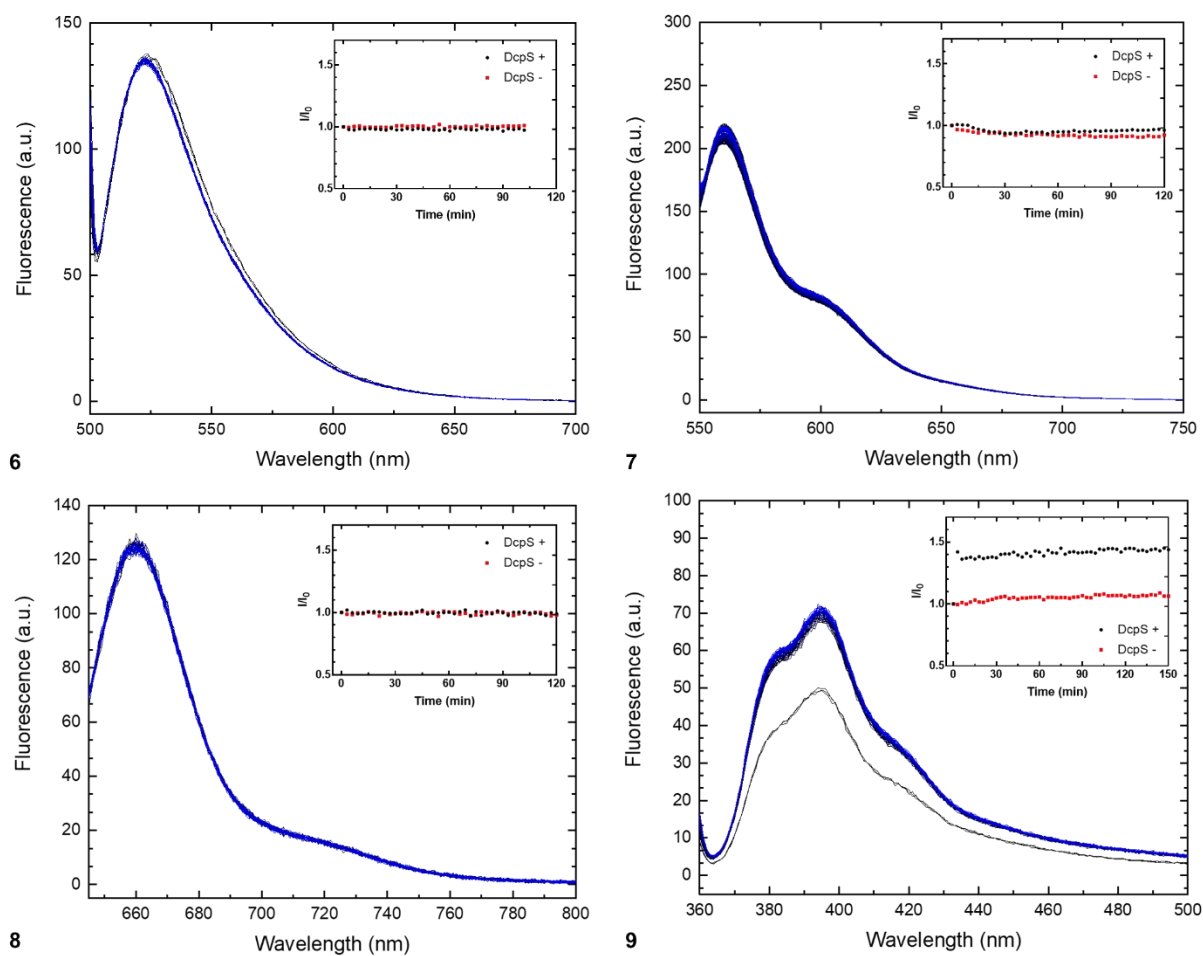 150
100
50
0
Fluorescence (a.u.)
500 550 600 650 700
Wavelength (nm)
1.5
1.0
0.5
I/I0
0 30 60 90 120
Time (min)
DcpS +
DcpS -
6
300
250
200
150
100
50
0
Fluorescence (a.u.)
550 600 650 700 750
Wavelength (nm)
1.5
1.0
0.5
I/I0
0 30 60 90 120
Time (min)
DcpS +
DcpS -
7
140
120
100
80
60
40
20
0
Fluorescence (a.u.)
660 680 700 720 740 760 780 800
Wavelength (nm)
1.5
1.0
0.5
I/I0
0 30 60 90 120
Time (min)
DcpS +
DcpS -
8
100
90
80
70
60
50
40
30
20
10
0
Fluorescence (a.u.)
360 380 400 420 440 460 480 500
Wavelength (nm)
1.5
1.0
0.5
I/I0
0 30 60 90 120 150
Time (min)
DcpS +
DcpS -
9